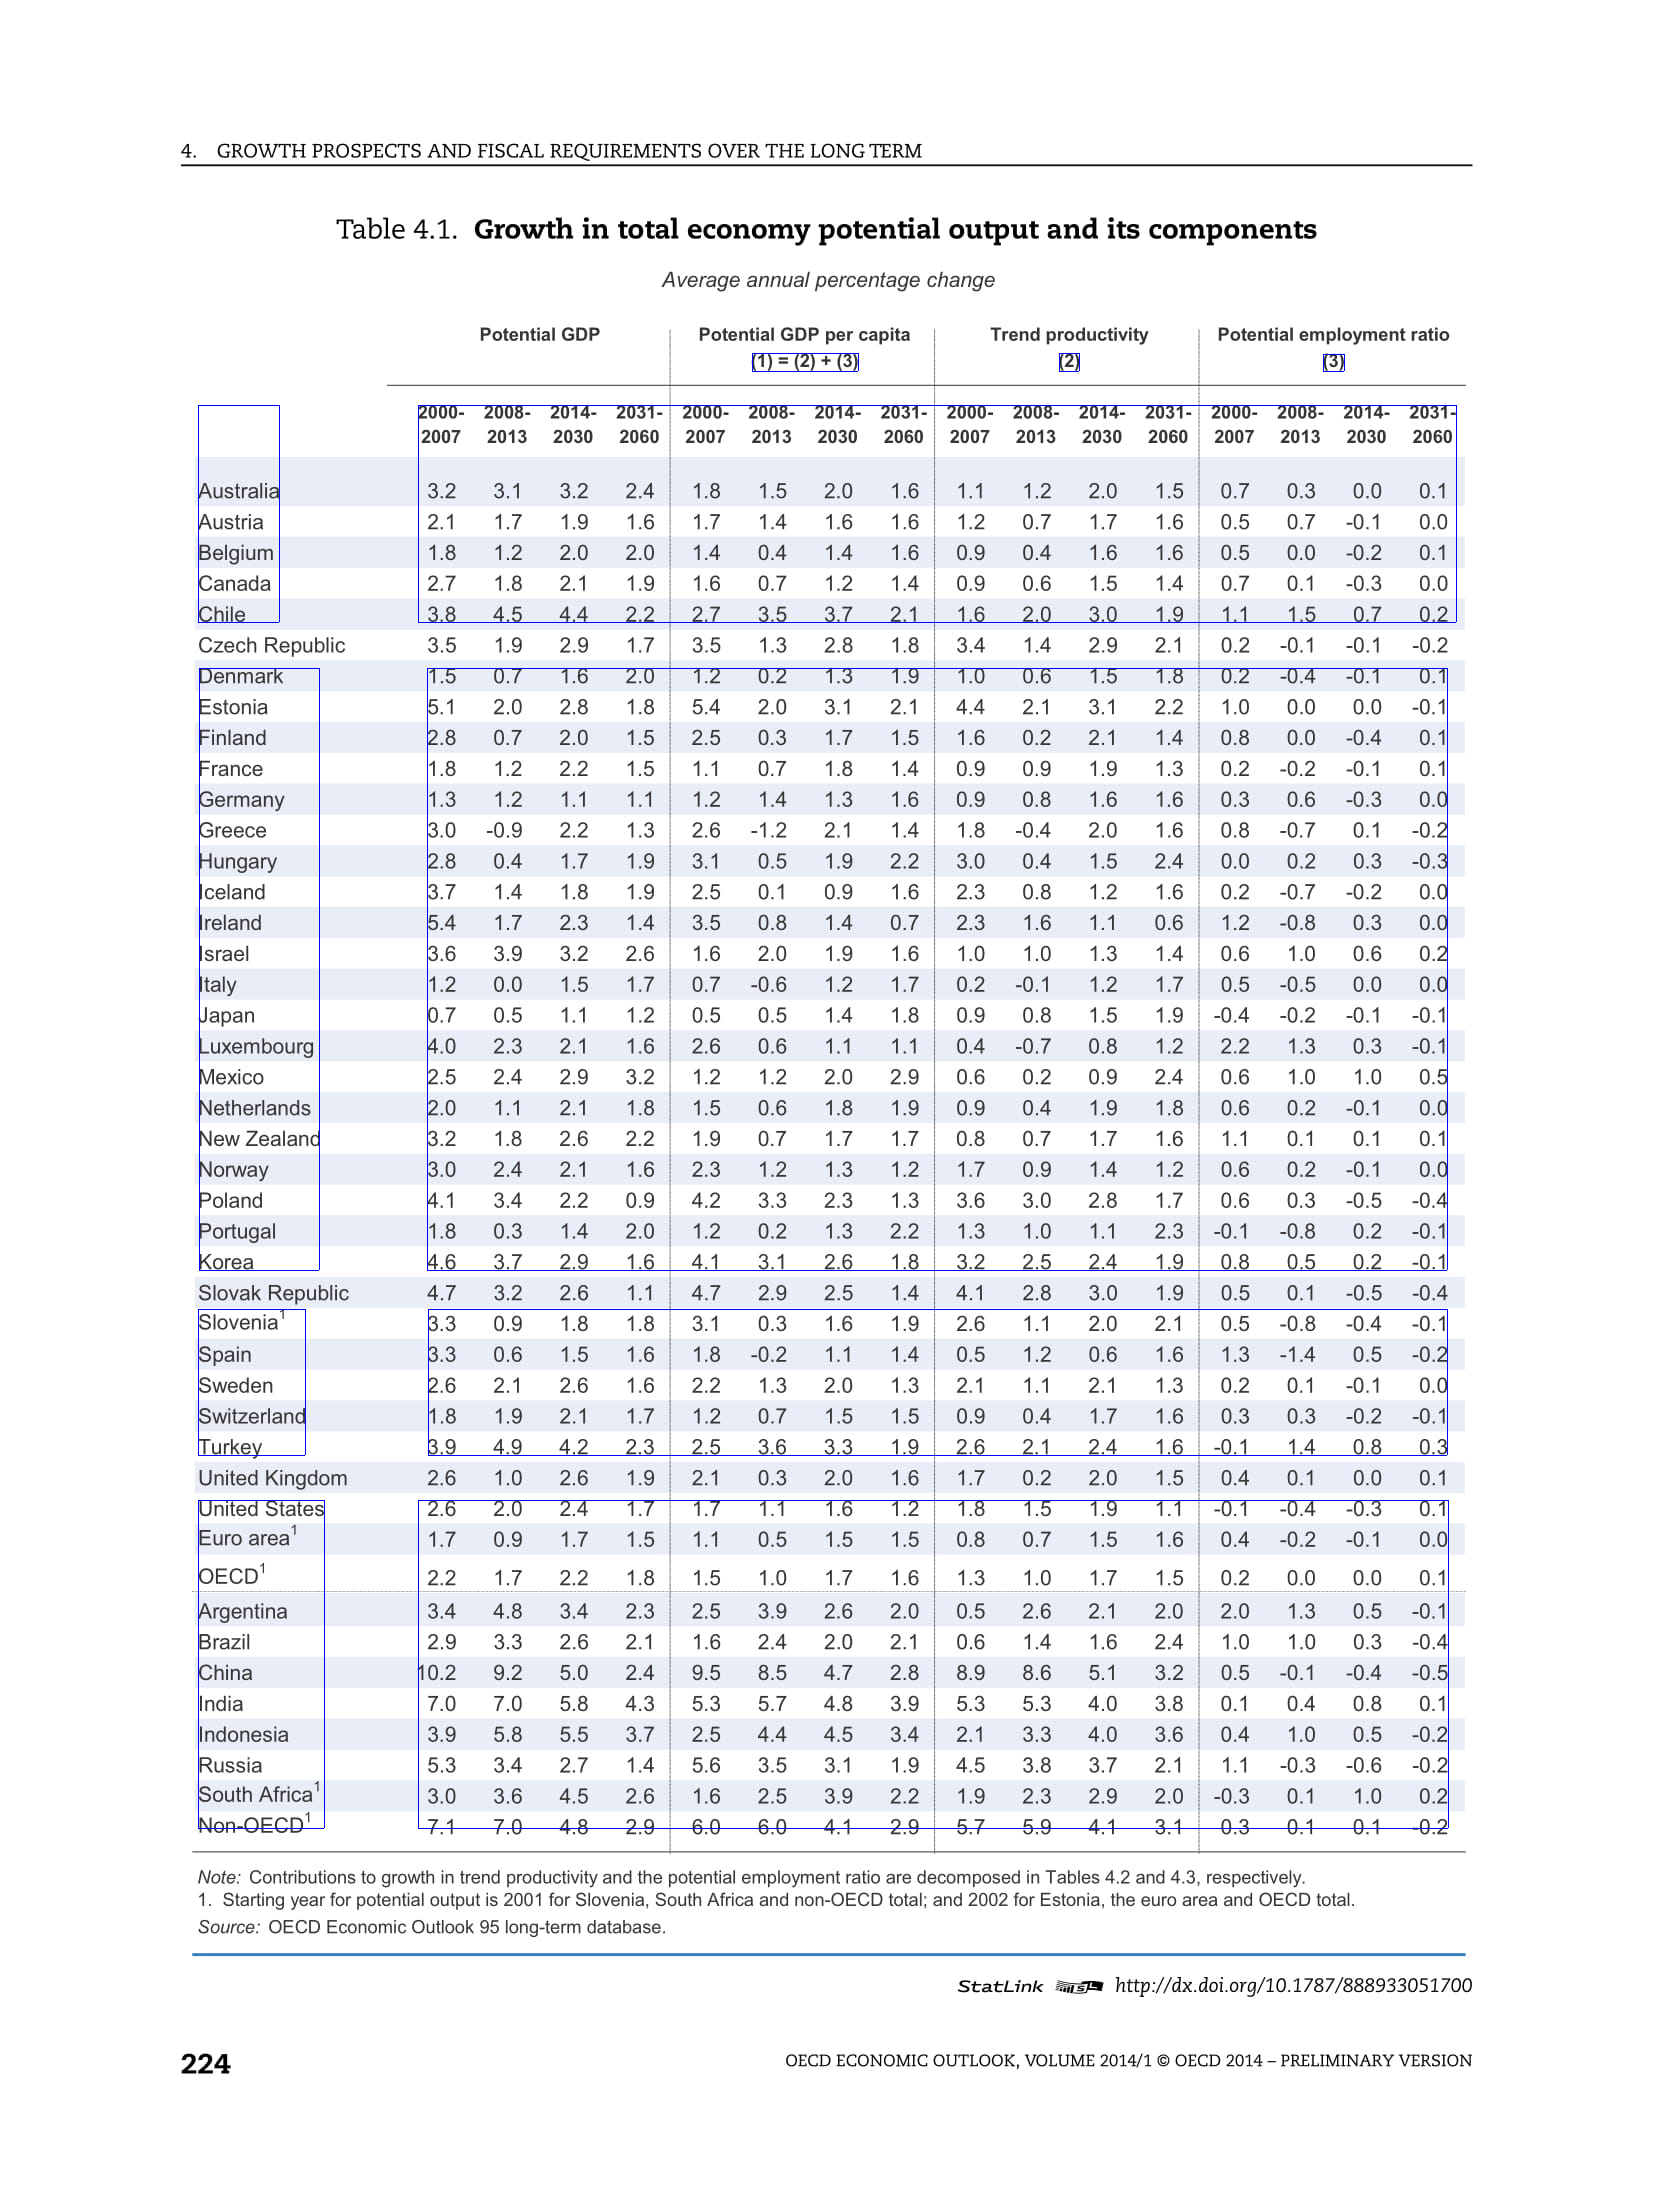 4. GROWTH PROSPECTS AND FISCAL REQUIREMENTS OVER THE LONG TERM
Table 4.1. Growth in total economy potential output and its components
Average annual percentage change
Potential GDP Potential GDP per capita Trend productivity Potential employment ratio
(1) = (2) + (3) (2) (3)
2000- 2008- 2014- 2031- 2000- 2008- 2014- 2031- 2000- 2008- 2014- 2031- 2000- 2008- 2014- 2031-
2007 2013 2030 2060 2007 2013 2030 2060 2007 2013 2030 2060 2007 2013 2030 2060
Australia 3.2 3.1 3.2 2.4 1.8 1.5 2.0 1.6 1.1 1.2 2.0 1.5 0.7 0.3 0.0 0.1
Austria 2.1 1.7 1.9 1.6 1.7 1.4 1.6 1.6 1.2 0.7 1.7 1.6 0.5 0.7 -0.1 0.0
Belgium 1.8 1.2 2.0 2.0 1.4 0.4 1.4 1.6 0.9 0.4 1.6 1.6 0.5 0.0 -0.2 0.1
Canada 2.7 1.8 2.1 1.9 1.6 0.7 1.2 1.4 0.9 0.6 1.5 1.4 0.7 0.1 -0.3 0.0
Chile 3.8 4.5 4.4 2.2 2.7 3.5 3.7 2.1 1.6 2.0 3.0 1.9 1.1 1.5 0.7 0.2
Czech Republic 3.5 1.9 2.9 1.7 3.5 1.3 2.8 1.8 3.4 1.4 2.9 2.1 0.2 -0.1 -0.1 -0.2
Denmark 1.5 0.7 1.6 2.0 1.2 0.2 1.3 1.9 1.0 0.6 1.5 1.8 0.2 -0.4 -0.1 0.1
Estonia 5.1 2.0 2.8 1.8 5.4 2.0 3.1 2.1 4.4 2.1 3.1 2.2 1.0 0.0 0.0 -0.1
Finland 2.8 0.7 2.0 1.5 2.5 0.3 1.7 1.5 1.6 0.2 2.1 1.4 0.8 0.0 -0.4 0.1
France 1.8 1.2 2.2 1.5 1.1 0.7 1.8 1.4 0.9 0.9 1.9 1.3 0.2 -0.2 -0.1 0.1
Germany 1.3 1.2 1.1 1.1 1.2 1.4 1.3 1.6 0.9 0.8 1.6 1.6 0.3 0.6 -0.3 0.0
Greece 3.0 -0.9 2.2 1.3 2.6 -1.2 2.1 1.4 1.8 -0.4 2.0 1.6 0.8 -0.7 0.1 -0.2
Hungary 2.8 0.4 1.7 1.9 3.1 0.5 1.9 2.2 3.0 0.4 1.5 2.4 0.0 0.2 0.3 -0.3
Iceland 3.7 1.4 1.8 1.9 2.5 0.1 0.9 1.6 2.3 0.8 1.2 1.6 0.2 -0.7 -0.2 0.0
Ireland 5.4 1.7 2.3 1.4 3.5 0.8 1.4 0.7 2.3 1.6 1.1 0.6 1.2 -0.8 0.3 0.0
Israel 3.6 3.9 3.2 2.6 1.6 2.0 1.9 1.6 1.0 1.0 1.3 1.4 0.6 1.0 0.6 0.2
Italy 1.2 0.0 1.5 1.7 0.7 -0.6 1.2 1.7 0.2 -0.1 1.2 1.7 0.5 -0.5 0.0 0.0
Japan 0.7 0.5 1.1 1.2 0.5 0.5 1.4 1.8 0.9 0.8 1.5 1.9 -0.4 -0.2 -0.1 -0.1
Luxembourg 4.0 2.3 2.1 1.6 2.6 0.6 1.1 1.1 0.4 -0.7 0.8 1.2 2.2 1.3 0.3 -0.1
Mexico 2.5 2.4 2.9 3.2 1.2 1.2 2.0 2.9 0.6 0.2 0.9 2.4 0.6 1.0 1.0 0.5
Netherlands 2.0 1.1 2.1 1.8 1.5 0.6 1.8 1.9 0.9 0.4 1.9 1.8 0.6 0.2 -0.1 0.0
New Zealand 3.2 1.8 2.6 2.2 1.9 0.7 1.7 1.7 0.8 0.7 1.7 1.6 1.1 0.1 0.1 0.1
Norway 3.0 2.4 2.1 1.6 2.3 1.2 1.3 1.2 1.7 0.9 1.4 1.2 0.6 0.2 -0.1 0.0
Poland 4.1 3.4 2.2 0.9 4.2 3.3 2.3 1.3 3.6 3.0 2.8 1.7 0.6 0.3 -0.5 -0.4
Portugal 1.8 0.3 1.4 2.0 1.2 0.2 1.3 2.2 1.3 1.0 1.1 2.3 -0.1 -0.8 0.2 -0.1
Korea 4.6 3.7 2.9 1.6 4.1 3.1 2.6 1.8 3.2 2.5 2.4 1.9 0.8 0.5 0.2 -0.1
Slovak Republic 4.7 3.2 2.6 1.1 4.7 2.9 2.5 1.4 4.1 2.8 3.0 1.9 0.5 0.1 -0.5 -0.4
Slovenia1 3.3 0.9 1.8 1.8 3.1 0.3 1.6 1.9 2.6 1.1 2.0 2.1 0.5 -0.8 -0.4 -0.1
Spain 3.3 0.6 1.5 1.6 1.8 -0.2 1.1 1.4 0.5 1.2 0.6 1.6 1.3 -1.4 0.5 -0.2
Sweden 2.6 2.1 2.6 1.6 2.2 1.3 2.0 1.3 2.1 1.1 2.1 1.3 0.2 0.1 -0.1 0.0
Switzerland 1.8 1.9 2.1 1.7 1.2 0.7 1.5 1.5 0.9 0.4 1.7 1.6 0.3 0.3 -0.2 -0.1
Turkey 3.9 4.9 4.2 2.3 2.5 3.6 3.3 1.9 2.6 2.1 2.4 1.6 -0.1 1.4 0.8 0.3
United Kingdom 2.6 1.0 2.6 1.9 2.1 0.3 2.0 1.6 1.7 0.2 2.0 1.5 0.4 0.1 0.0 0.1
United States 2.6 2.0 2.4 1.7 1.7 1.1 1.6 1.2 1.8 1.5 1.9 1.1 -0.1 -0.4 -0.3 0.1
Euro area1 1.7 0.9 1.7 1.5 1.1 0.5 1.5 1.5 0.8 0.7 1.5 1.6 0.4 -0.2 -0.1 0.0
OECD1 2.2 1.7 2.2 1.8 1.5 1.0 1.7 1.6 1.3 1.0 1.7 1.5 0.2 0.0 0.0 0.1
Argentina 3.4 4.8 3.4 2.3 2.5 3.9 2.6 2.0 0.5 2.6 2.1 2.0 2.0 1.3 0.5 -0.1
Brazil 2.9 3.3 2.6 2.1 1.6 2.4 2.0 2.1 0.6 1.4 1.6 2.4 1.0 1.0 0.3 -0.4
China 10.2 9.2 5.0 2.4 9.5 8.5 4.7 2.8 8.9 8.6 5.1 3.2 0.5 -0.1 -0.4 -0.5
India 7.0 7.0 5.8 4.3 5.3 5.7 4.8 3.9 5.3 5.3 4.0 3.8 0.1 0.4 0.8 0.1
Indonesia 3.9 5.8 5.5 3.7 2.5 4.4 4.5 3.4 2.1 3.3 4.0 3.6 0.4 1.0 0.5 -0.2
Russia 5.3 3.4 2.7 1.4 5.6 3.5 3.1 1.9 4.5 3.8 3.7 2.1 1.1 -0.3 -0.6 -0.2
South Africa1 3.0 3.6 4.5 2.6 1.6 2.5 3.9 2.2 1.9 2.3 2.9 2.0 -0.3 0.1 1.0 0.2
Non-OECD1 7.1 7.0 4.8 2.9 6.0 6.0 4.1 2.9 5.7 5.9 4.1 3.1 0.3 0.1 0.1 -0.2
Note: Contributions to growth in trend productivity and the potential employment ratio are decomposed in Tables 4.2 and 4.3, respectively.
1. Starting year for potential output is 2001 for Slovenia, South Africa and non-OECD total; and 2002 for Estonia, the euro area and OECD total.
Source: OECD Economic Outlook 95 long-term database.
StatLink http://dx.doi.org/10.1787/888933051700
224 OECD ECONOMIC OUTLOOK, VOLUME 2014/1 © OECD 2014 – PRELIMINARY VERSION